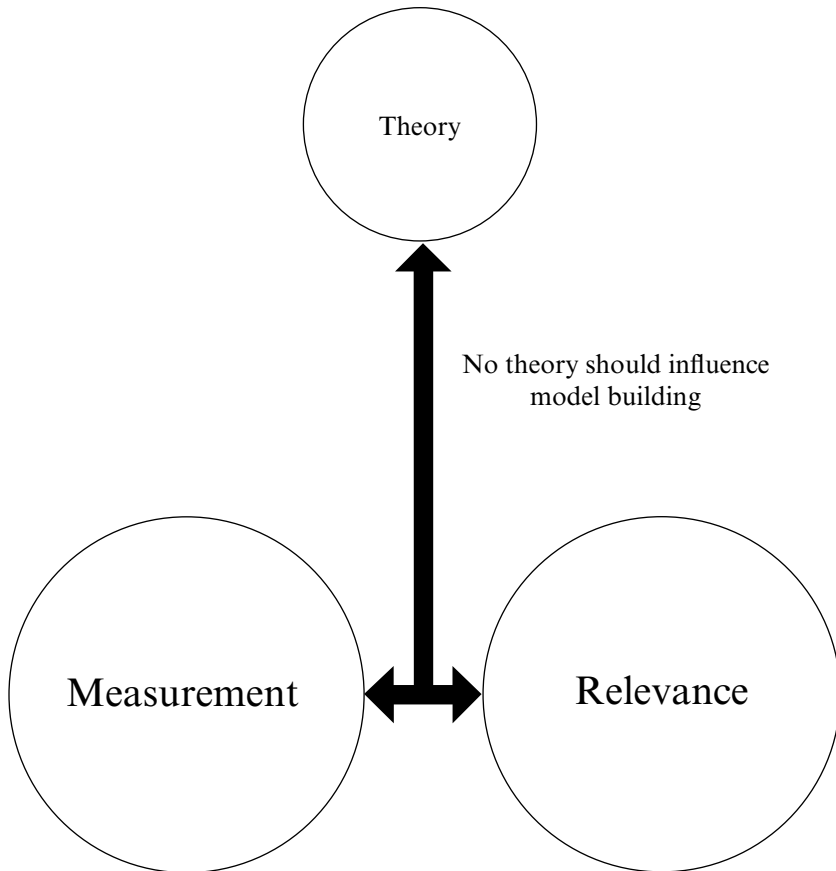 Theory
No theory should influence
model building
Measurement
Relevance